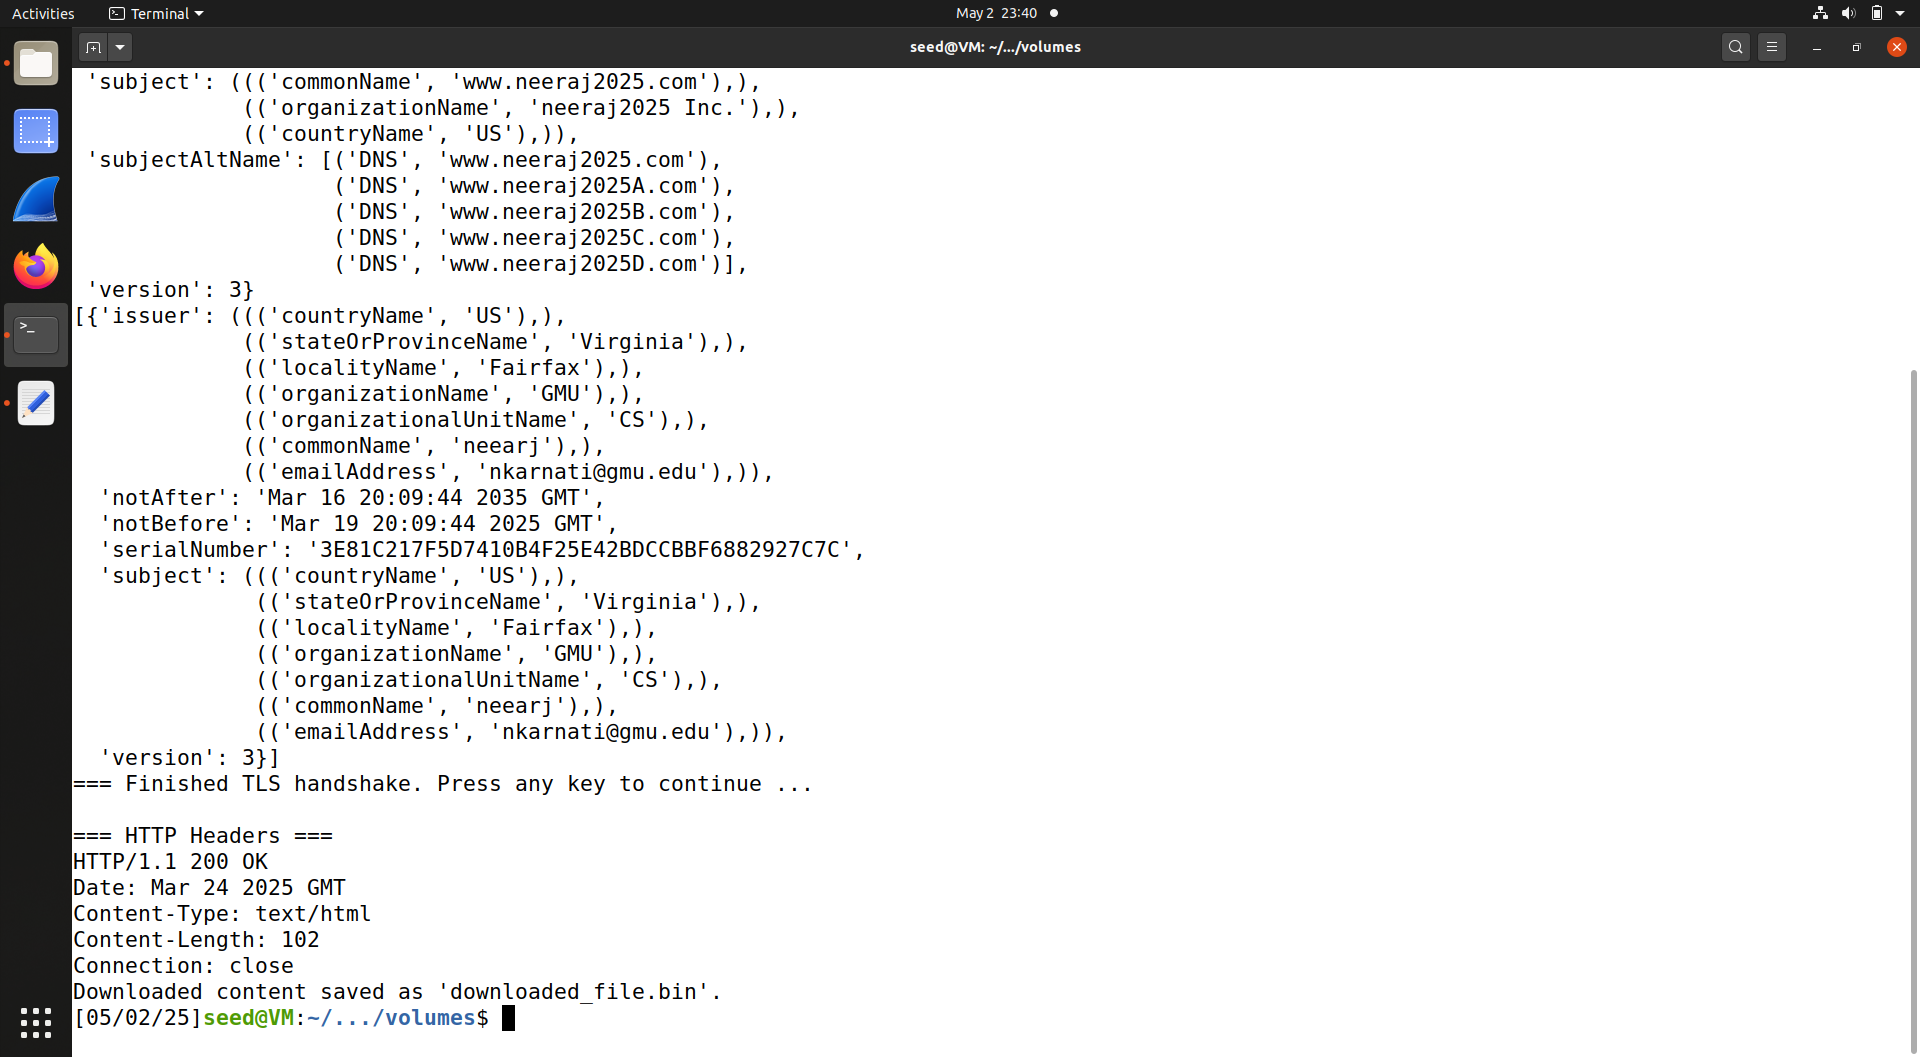 Activities Terminal May 2 23:40
seed@VM: ~/.../volumes
 'subject': ((('commonName', 'www.neeraj2025.com'),),
             (('organizationName', 'neeraj2025 Inc.'),),
             (('countryName', 'US'),)),
 'subjectAltName': [('DNS', 'www.neeraj2025.com'),
                    ('DNS', 'www.neeraj2025A.com'),
                    ('DNS', 'www.neeraj2025B.com'),
                    ('DNS', 'www.neeraj2025C.com'),
                    ('DNS', 'www.neeraj2025D.com')],
 'version': 3}
[{'issuer': ((('countryName', 'US'),),
             (('stateOrProvinceName', 'Virginia'),),
             (('localityName', 'Fairfax'),),
             (('organizationName', 'GMU'),),
             (('organizationalUnitName', 'CS'),),
             (('commonName', 'neearj'),),
             (('emailAddress', 'nkarnati@gmu.edu'),)),
  'notAfter': 'Mar 16 20:09:44 2035 GMT',
  'notBefore': 'Mar 19 20:09:44 2025 GMT',
  'serialNumber': '3E81C217F5D7410B4F25E42BDCCBBF6882927C7C',
  'subject': ((('countryName', 'US'),),
              (('stateOrProvinceName', 'Virginia'),),
              (('localityName', 'Fairfax'),),
              (('organizationName', 'GMU'),),
              (('organizationalUnitName', 'CS'),),
              (('commonName', 'neearj'),),
              (('emailAddress', 'nkarnati@gmu.edu'),)),
  'version': 3}]
=== Finished TLS handshake. Press any key to continue ...
=== HTTP Headers ===
HTTP/1.1 200 OK
Date: Mar 24 2025 GMT
Content-Type: text/html
Content-Length: 102
Connection: close
Downloaded content saved as 'downloaded_file.bin'.
[05/02/25]seed@VM:~/.../volumes$